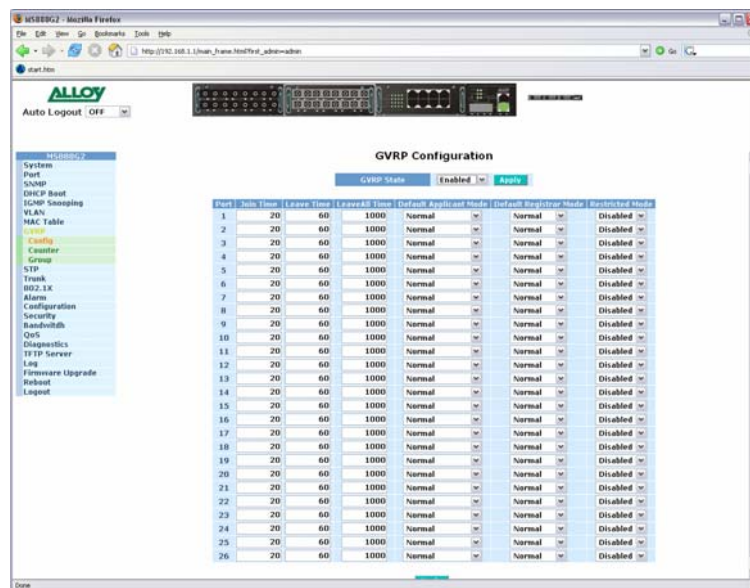 MS888G2 - Mozilla Firefox
File Edit View Go Bookmarks Tools Help
http://192.168.1.1/main_frame.html?first_admin=admin Go
start.htm
ALLOY
Auto Logout OFF
MS888G2
System
Port
SNMP
DHCP Boot
IGMP Snooping
VLAN
MAC Table
GVRP
Config
Counter
Group
STP
Trunk
802.1X
Alarm
Configuration
Security
Bandwitdh
QoS
Diagnostics
TFTP Server
Log
Firmware Upgrade
Reboot
Logout
GVRP Configuration
GVRP State Enabled Apply
Port Join Time Leave Time LeaveAll Time Default Applicant Mode Default Registrar Mode Restricted Mode
1 20 60 1000 Normal Normal Disabled
2 20 60 1000 Normal Normal Disabled
3 20 60 1000 Normal Normal Disabled
4 20 60 1000 Normal Normal Disabled
5 20 60 1000 Normal Normal Disabled
6 20 60 1000 Normal Normal Disabled
7 20 60 1000 Normal Normal Disabled
8 20 60 1000 Normal Normal Disabled
9 20 60 1000 Normal Normal Disabled
10 20 60 1000 Normal Normal Disabled
11 20 60 1000 Normal Normal Disabled
12 20 60 1000 Normal Normal Disabled
13 20 60 1000 Normal Normal Disabled
14 20 60 1000 Normal Normal Disabled
15 20 60 1000 Normal Normal Disabled
16 20 60 1000 Normal Normal Disabled
17 20 60 1000 Normal Normal Disabled
18 20 60 1000 Normal Normal Disabled
19 20 60 1000 Normal Normal Disabled
20 20 60 1000 Normal Normal Disabled
21 20 60 1000 Normal Normal Disabled
22 20 60 1000 Normal Normal Disabled
23 20 60 1000 Normal Normal Disabled
24 20 60 1000 Normal Normal Disabled
25 20 60 1000 Normal Normal Disabled
26 20 60 1000 Normal Normal Disabled
Done